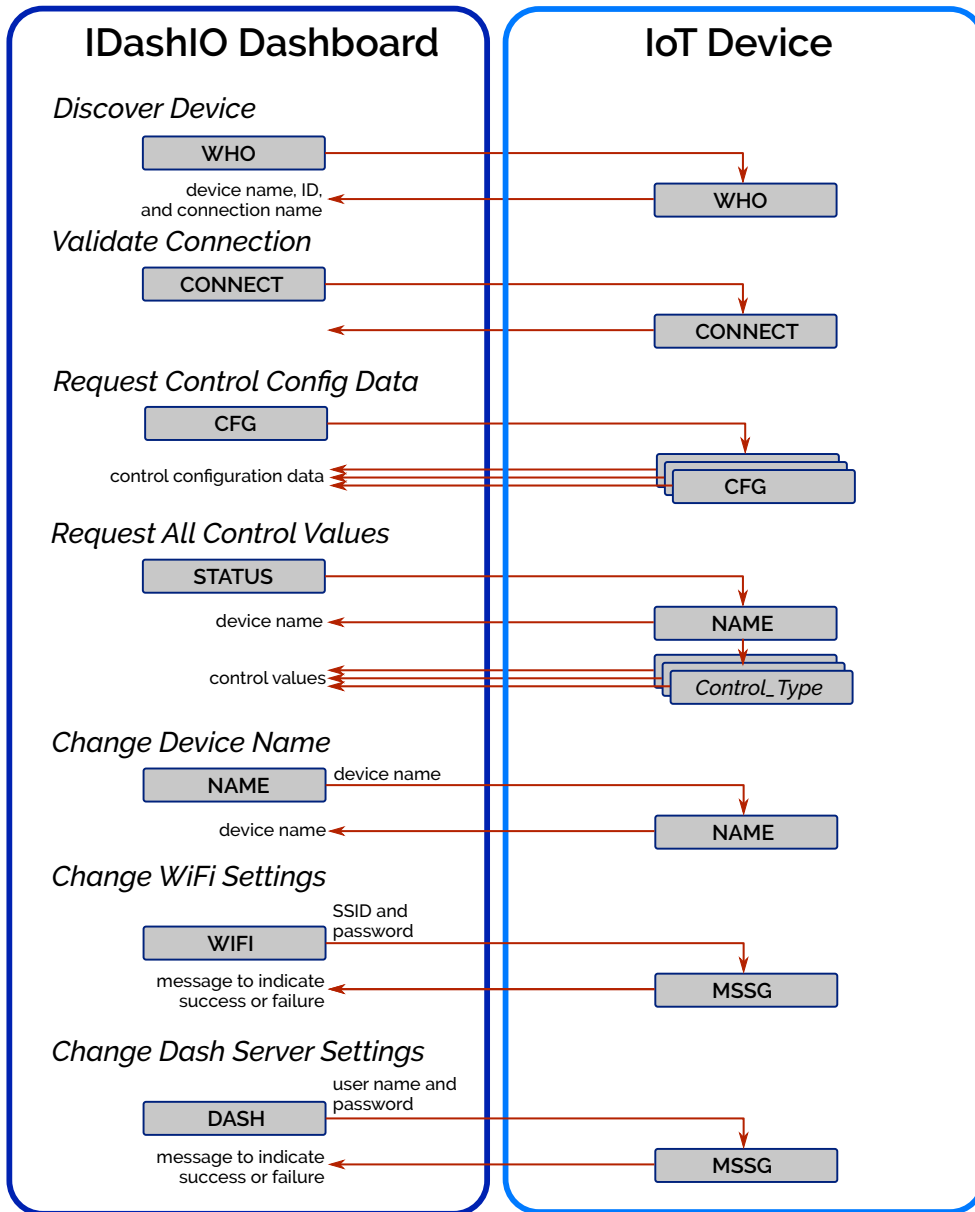 IDashIO Dashboard
IoT Device
Discover Device
WHO
device name, ID,
and connection name
WHO
Validate Connection
CONNECT
CONNECT
Request Control Config Data
CFG
control configuration data
CFG
Request All Control Values
STATUS
device name
NAME
control values
Control_Type
Change Device Name
NAME
device name
device name
NAME
Change WiFi Settings
SSID and
password
WIFI
message to indicate
success or failure
MSSG
Change Dash Server Settings
user name and
password
DASH
message to indicate
success or failure
MSSG